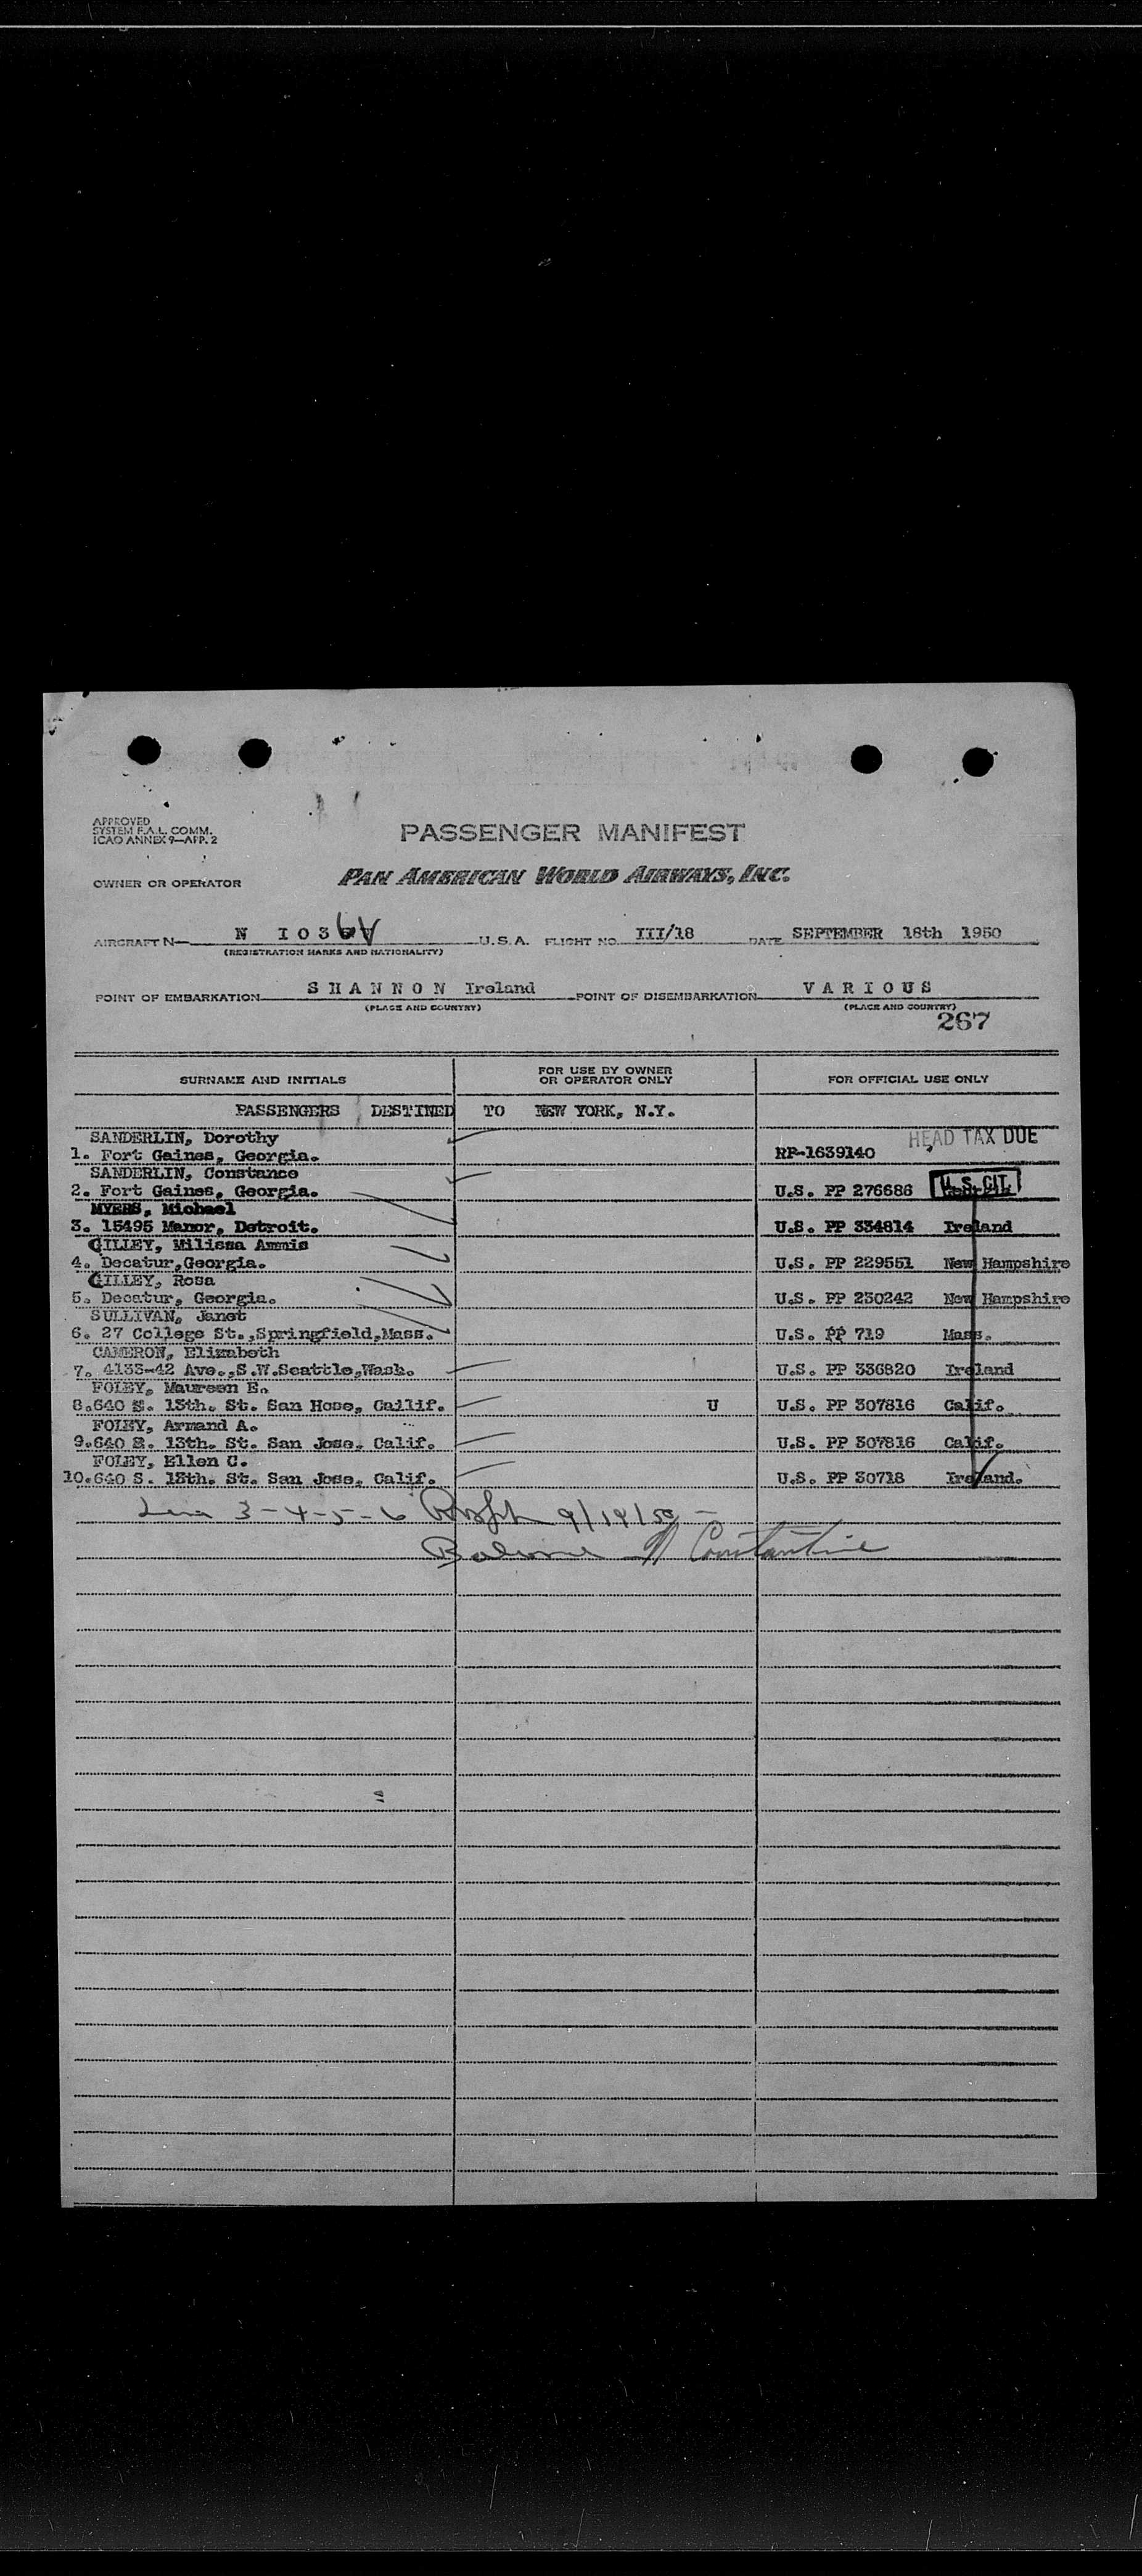 APPROVED
SYSTEM F.A.L. COMM.
ICAO ANNEX 9—APP. 2
PASSENGER MANIFEST
OWNER OR OPERATOR
PAN AMERICAN WORLD AIRWAYS, INC.
AIRCRAFT N— N I03 6V U.S.A. FLIGHT NO. III/18 DATE SEPTEMBER 18th 1950
(REGISTRATION MARKS AND NATIONALITY)
POINT OF EMBARKATION S H A N N O N Ireland POINT OF DISEMBARKATION V A R I O U S
(PLACE AND COUNTRY) (PLACE AND COUNTRY)
267
SURNAME AND INITIALS FOR USE BY OWNER OR OPERATOR ONLY FOR OFFICIAL USE ONLY
PASSENGERS DESTINED TO NEW YORK, N.Y.
SANDERLIN, Dorothy HEAD TAX DUE
1. Fort Gaines, Georgia. RP-1639140
SANDERLIN, Constance
2. Fort Gaines, Georgia. U.S. PP 276686 U.S. CIT.
MYERS, Michael
3. 15495 Manor, Detroit. U.S. PP 334814 Ireland
GILLEY, Milissa Ammis
4. Decatur,Georgia. U.S. PP 229551 New Hampshire
GILLEY, Rosa
5. Decatur, Georgia. U.S. PP 230242 New Hampshire
SULLIVAN, Janet
6. 27 College St.,Springfield,Mass. U.S. PP 719 Mass.
CAMERON, Elizabeth
7. 4133-42 Ave.,S.W.Seattle,Wash. U.S. PP 336820 Ireland
FOLEY, Maureen E.
8.640 S. 13th. St. San Hose, Callif. U U.S. PP 307816 Calif.
FOLEY, Armand A.
9.640 S. 13th. St. San Jose, Calif. U.S. PP 307816 Calif.
FOLEY, Ellen C.
10.640 S. 13th. St. San Jose, Calif. U.S. PP 30718 Ireland.
3-4-5-6 9/19/50
Constantine